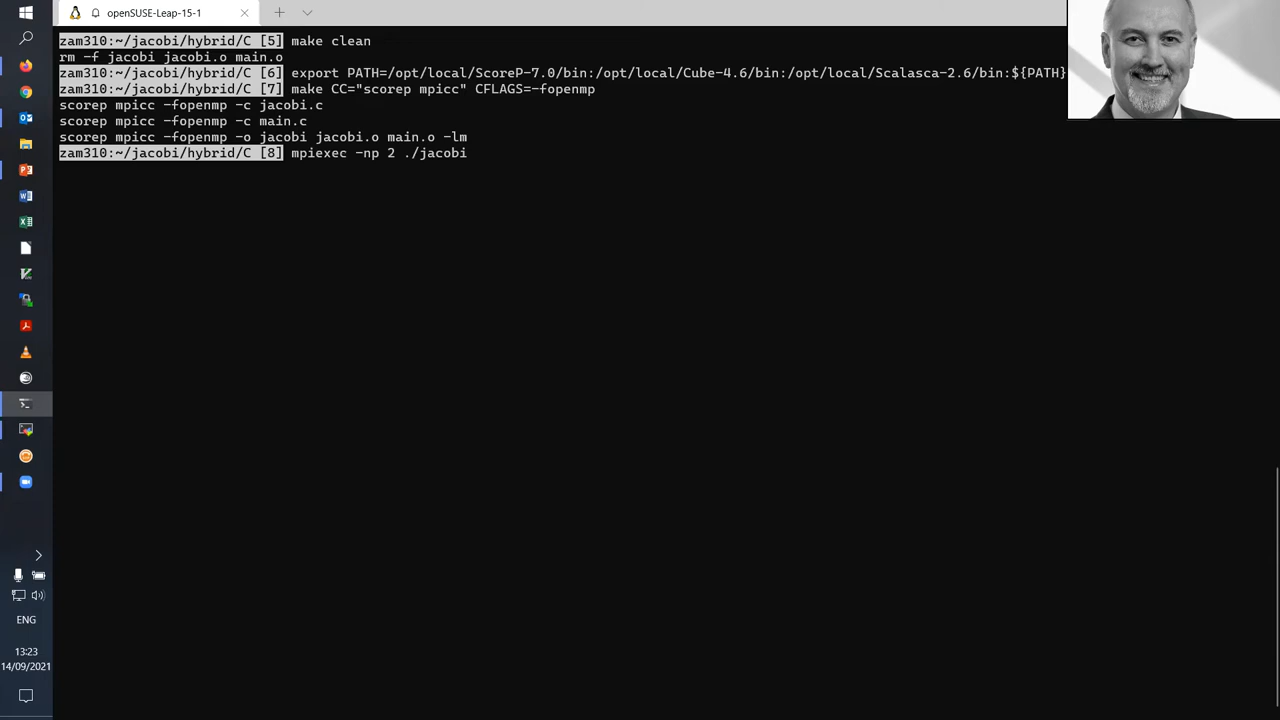 openSUSE-Leap-15-1
zam310:~/jacobi/hybrid/C [5] make clean
rm -f jacobi jacobi.o main.o
zam310:~/jacobi/hybrid/C [6] export PATH=/opt/local/ScoreP-7.0/bin:/opt/local/Cube-4.6/bin:/opt/local/Scalasca-2.6/bin:${PATH}
zam310:~/jacobi/hybrid/C [7] make CC="scorep mpicc" CFLAGS=-fopenmp
scorep mpicc -fopenmp -c jacobi.c
scorep mpicc -fopenmp -c main.c
scorep mpicc -fopenmp -o jacobi jacobi.o main.o -lm
zam310:~/jacobi/hybrid/C [8] mpiexec -np 2 ./jacobi
ENG
13:23
14/09/2021